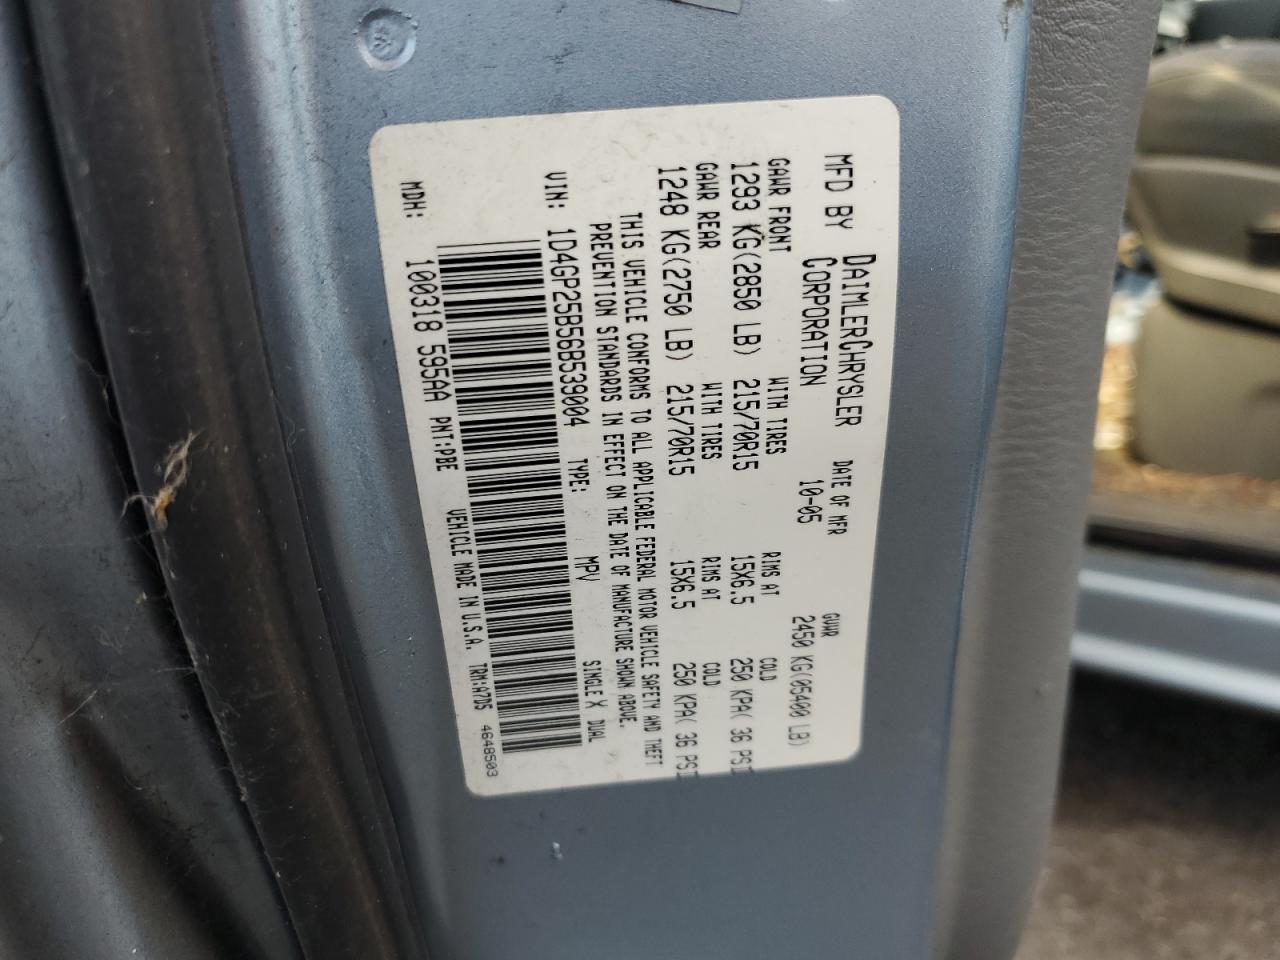 MFD BY DAIMLERCHRYSLER CORPORATION DATE OF MFR 10-05 GVWR 2450 KG(05400 LB)
GAWR FRONT WITH TIRES RIMS AT COLD
1293 KG(2850 LB) 215/70R15 15X6.5 250 KPA( 36 PSI
GAWR REAR WITH TIRES RIMS AT COLD
1248 KG(2750 LB) 215/70R15 15X6.5 250 KPA( 36 PSI
THIS VEHICLE CONFORMS TO ALL APPLICABLE FEDERAL MOTOR VEHICLE SAFETY AND THEFT
PREVENTION STANDARDS IN EFFECT ON THE DATE OF MANUFACTURE SHOWN ABOVE.
VIN: 1D4GP25B56B539004 TYPE: MPV SINGLE X DUAL
MDH: 100318 595AA PNT:PBE VEHICLE MADE IN U.S.A. TRM:A7D5 4648503